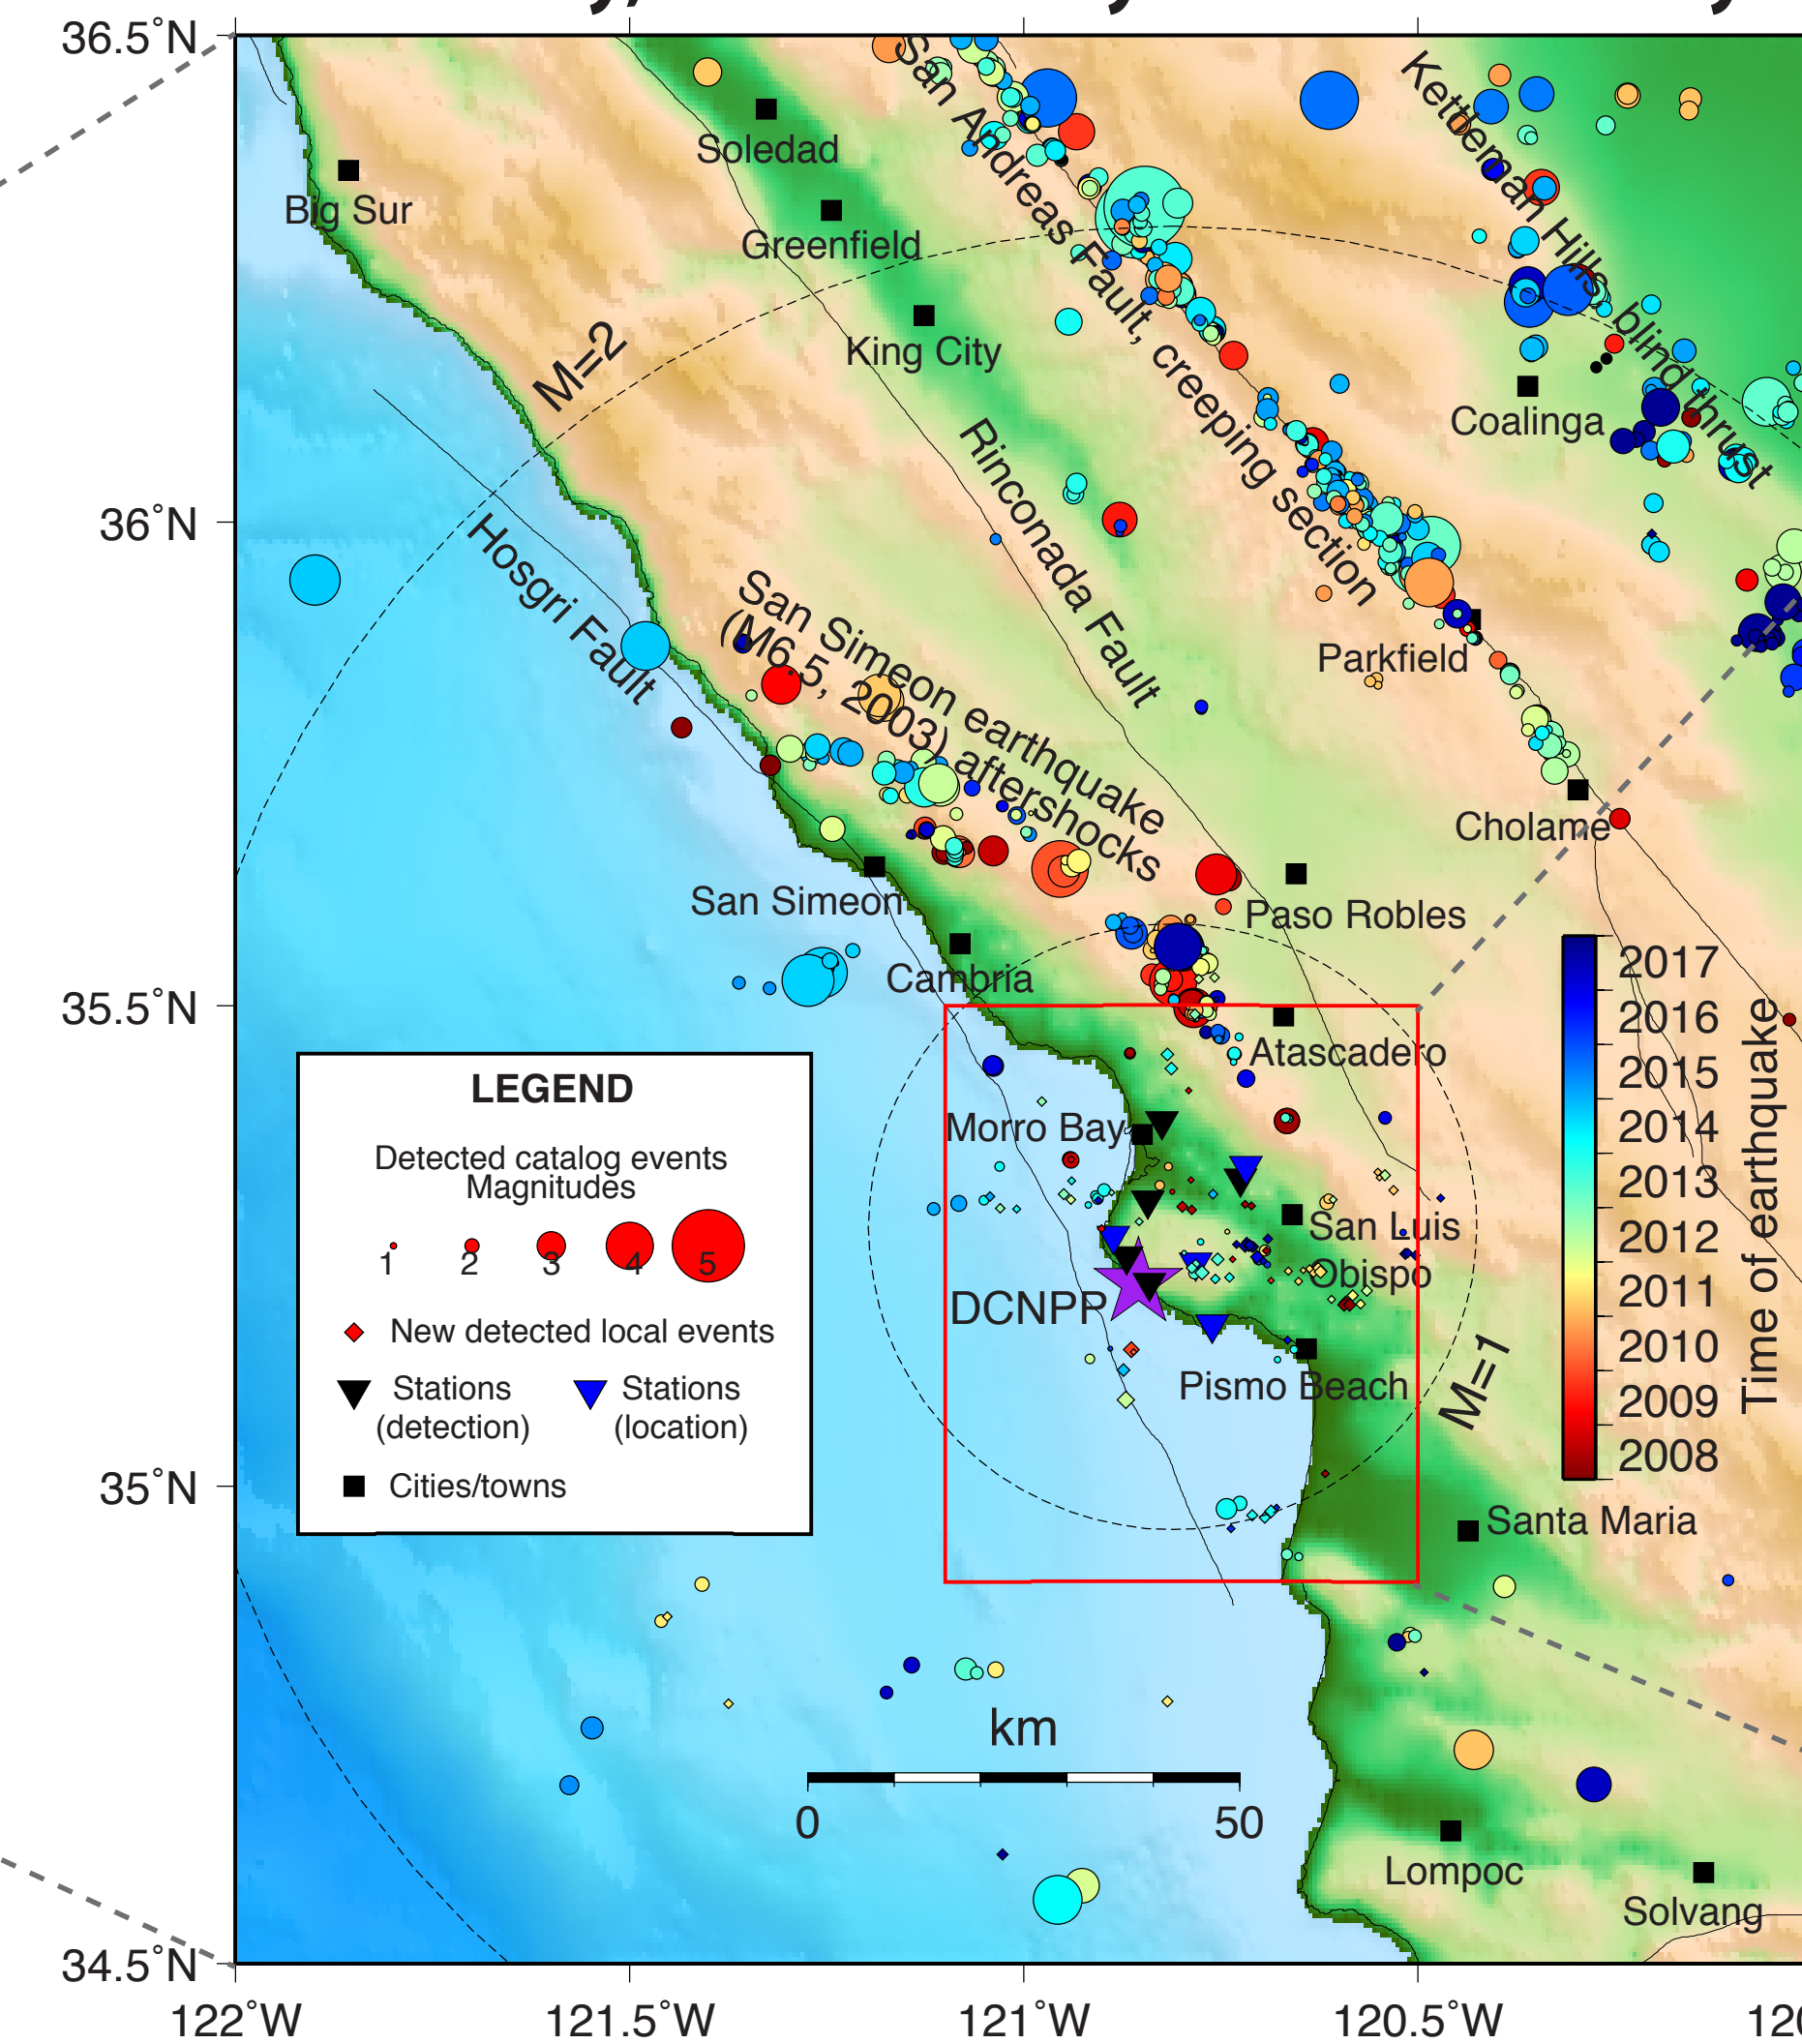 36.5°N
36°N
35.5°N
35°N
34.5°N
122°W
121.5°W
121°W
120.5°W
Big Sur
Soledad
Greenfield
King City
San Andreas Fault, creeping section
Kettleman Hills blind thrust
Coalinga
M=2
Hosgri Fault
Rinconada Fault
San Simeon earthquake
(M6.5, 2003) aftershocks
Parkfield
Cholame
San Simeon
Cambria
Paso Robles
Atascadero
Morro Bay
San Luis
Obispo
DCNPP
Pismo Beach
M=1
Santa Maria
Lompoc
Solvang
LEGEND
Detected catalog events
Magnitudes
1 2 3 4 5
New detected local events
Stations
(detection)
Stations
(location)
Cities/towns
km
0 50
2017
2016
2015
2014
2013
2012
2011
2010
2009
2008
Time of earthquake